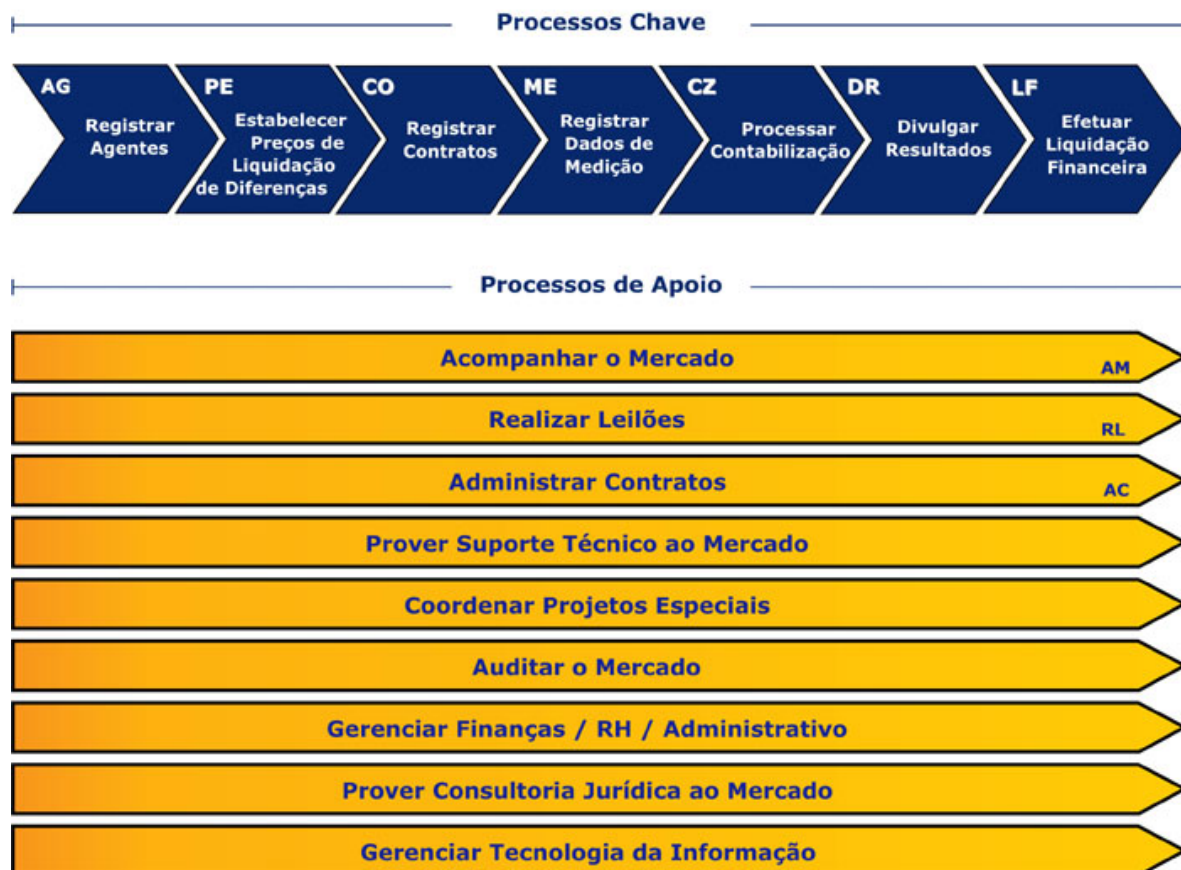 Processos Chave
AG
Registrar
Agentes
PE
Estabelecer
Preços de
Liquidação
de Diferenças
CO
Registrar
Contratos
ME
Registrar
Dados de
Medição
CZ
Processar
Contabilização
DR
Divulgar
Resultados
LF
Efetuar
Liquidação
Financeira
Processos de Apoio
Acompanhar o Mercado
AM
Realizar Leilões
RL
Administrar Contratos
AC
Prover Suporte Técnico ao Mercado
Coordenar Projetos Especiais
Auditar o Mercado
Gerenciar Finanças / RH / Administrativo
Prover Consultoria Jurídica ao Mercado
Gerenciar Tecnologia da Informação